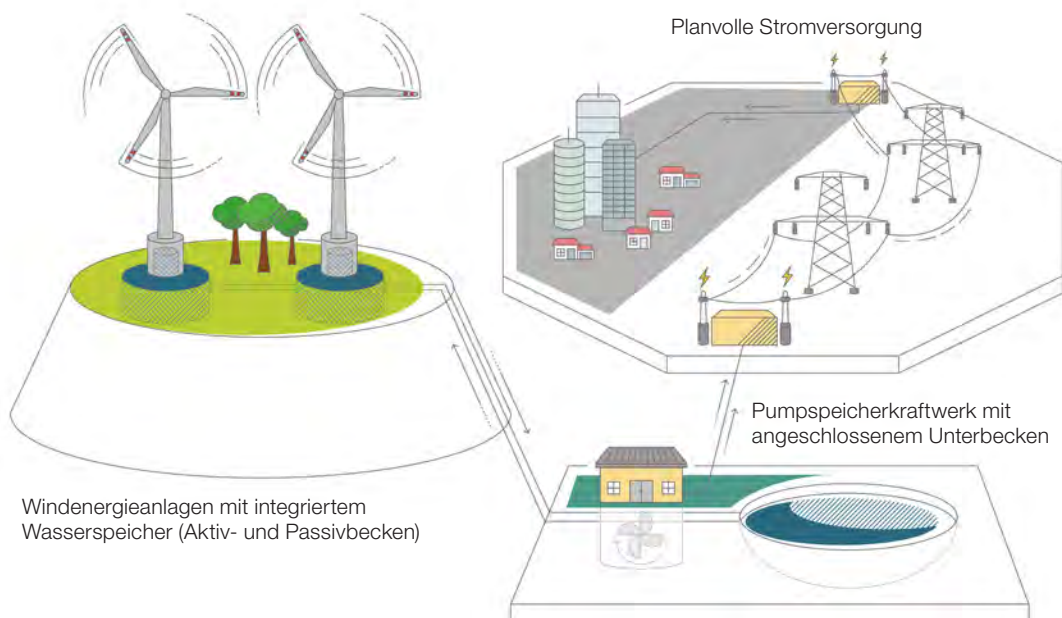 Planvolle Stromversorgung
Pumpspeicherkraftwerk mit
angeschlossenem Unterbecken
Windenergieanlagen mit integriertem
Wasserspeicher (Aktiv- und Passivbecken)